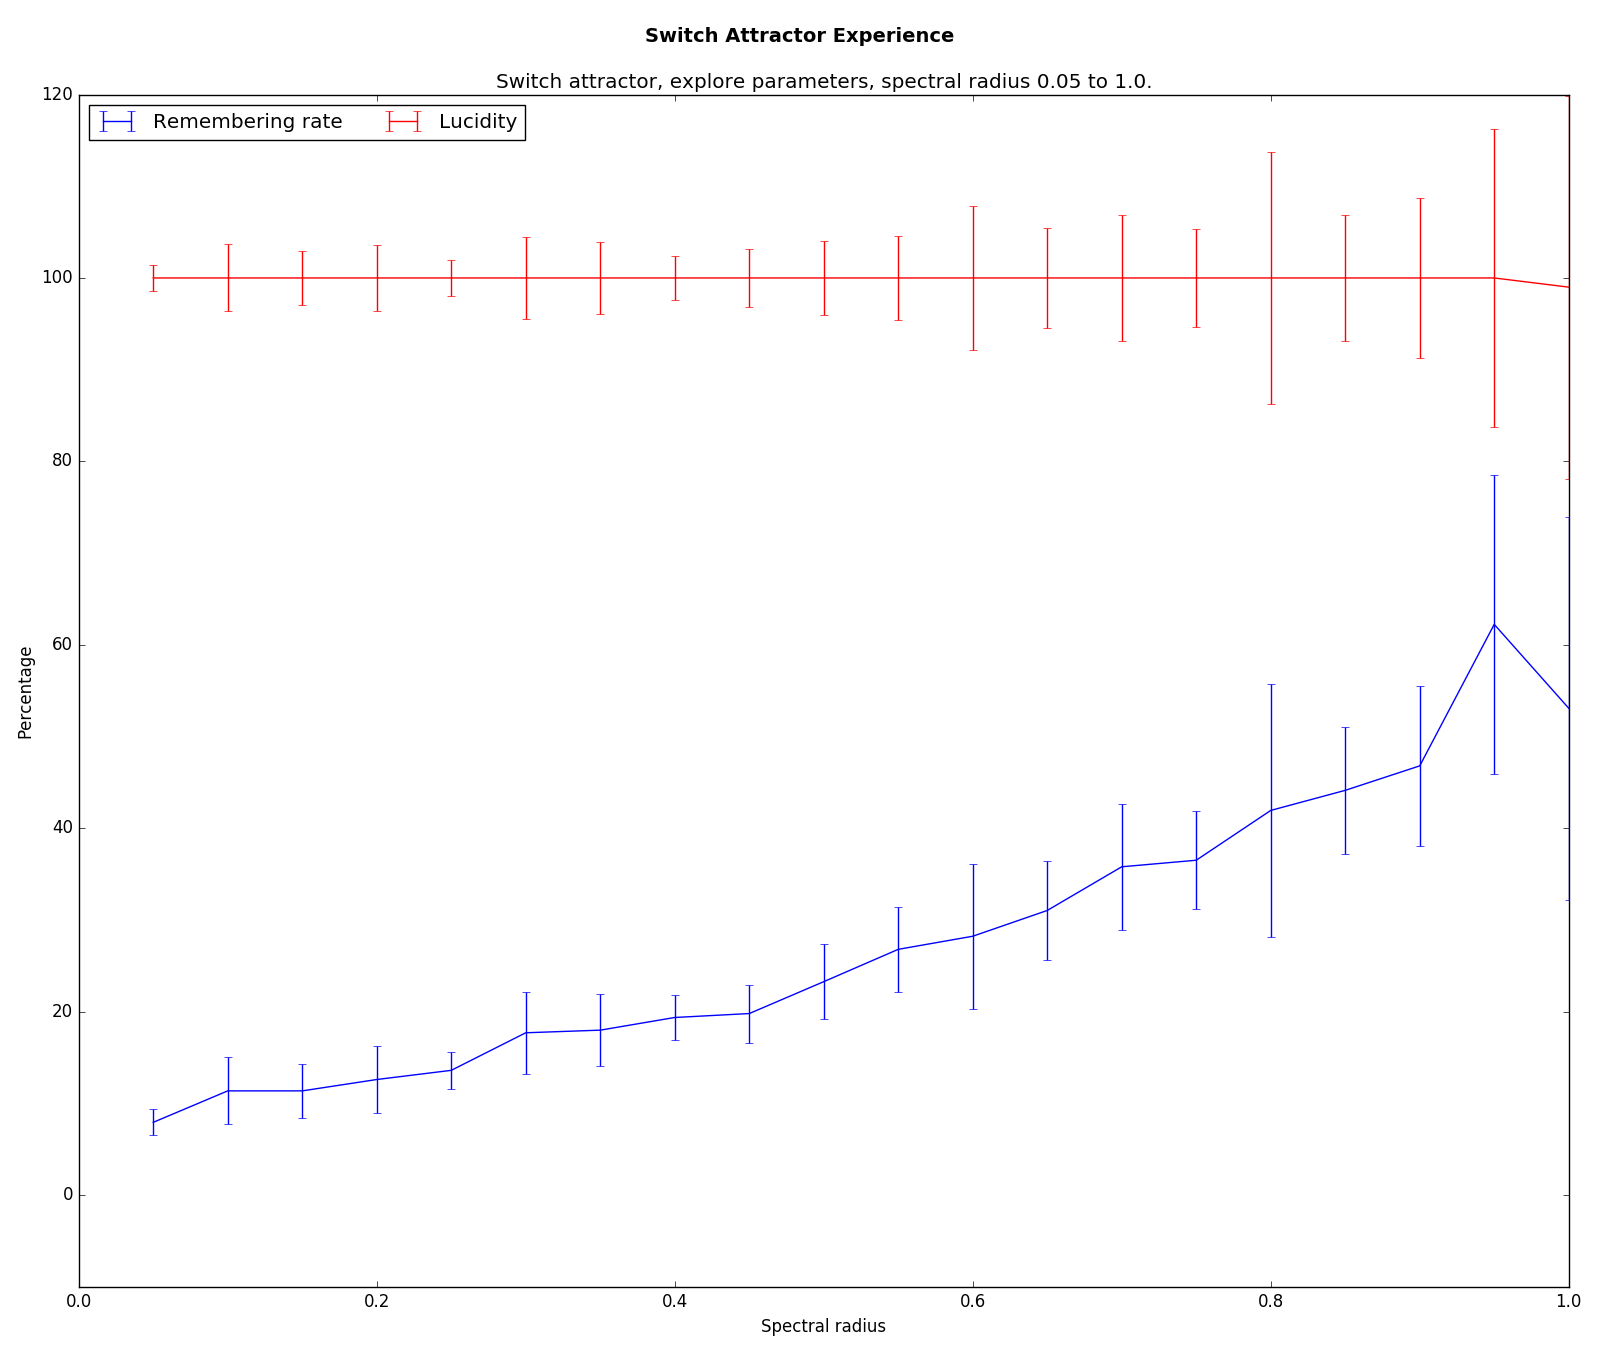 Switch Attractor Experience
Switch attractor, explore parameters, spectral radius 0.05 to 1.0.
Remembering rate Lucidity
120
100
80
60
40
20
0
Percentage
0.0 0.2 0.4 0.6 0.8 1.0
Spectral radius